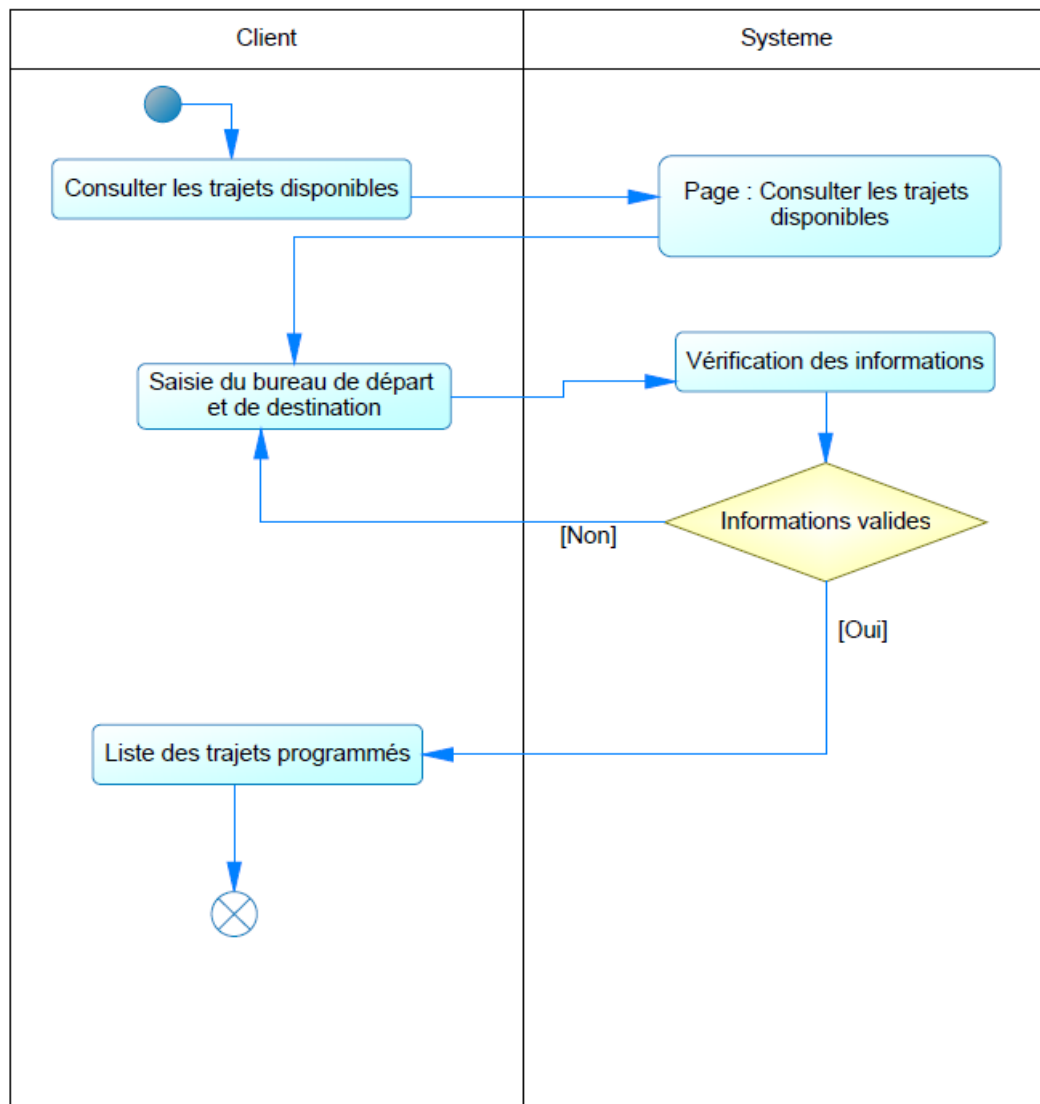 Client
Systeme
Consulter les trajets disponibles
Page : Consulter les trajets
disponibles
Saisie du bureau de départ
et de destination
Vérification des informations
Informations valides
[Non]
[Oui]
Liste des trajets programmés